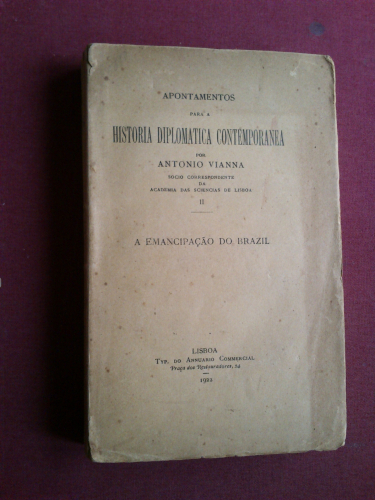 APONTAMENTOS
PARA A
HISTORIA DIPLOMATICA CONTEMPORANEA
POR
ANTONIO VIANNA
SOCIO CORRESPONDENTE
DA
ACADEMIA DAS SCIENCIAS DE LISBOA
II
A EMANCIPAÇÃO DO BRAZIL
LISBOA
TYP. DO ANNUARIO COMMERCIAL
Praça dos Restauradores, 24
1922